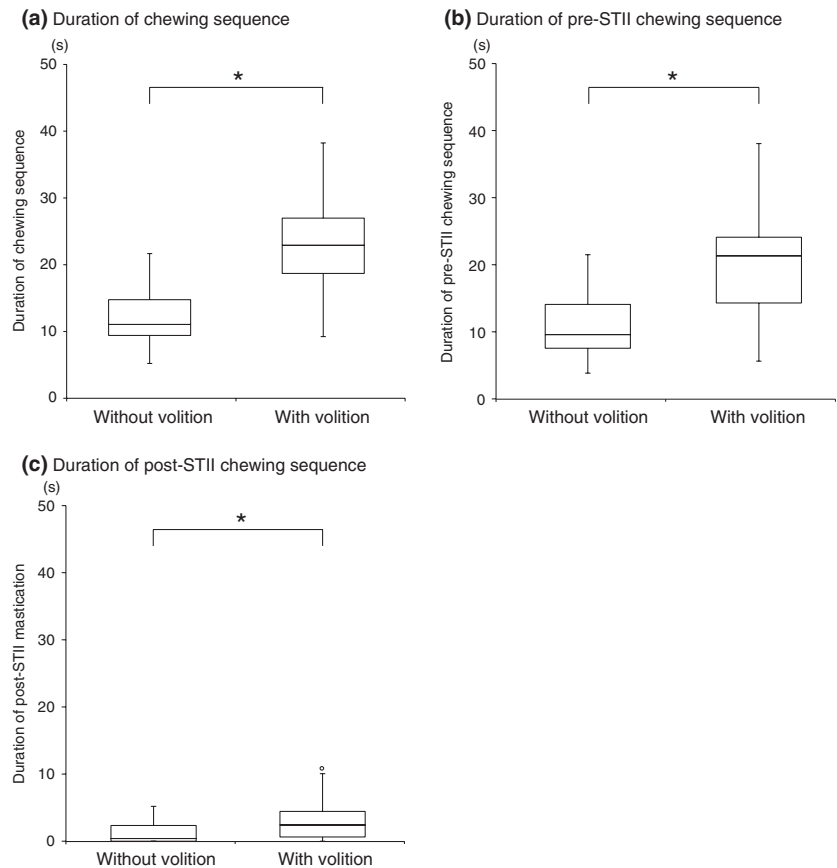 (a) Duration of chewing sequence
(s)
50
40
30
20
10
0
Duration of chewing sequence
*
Without volition
With volition
(b) Duration of pre-STII chewing sequence
(s)
50
40
30
20
10
0
Duration of pre-STII chewing sequence
*
Without volition
With volition
(c) Duration of post-STII chewing sequence
(s)
50
40
30
20
10
0
Duration of post-STII mastication
*
Without volition
With volition